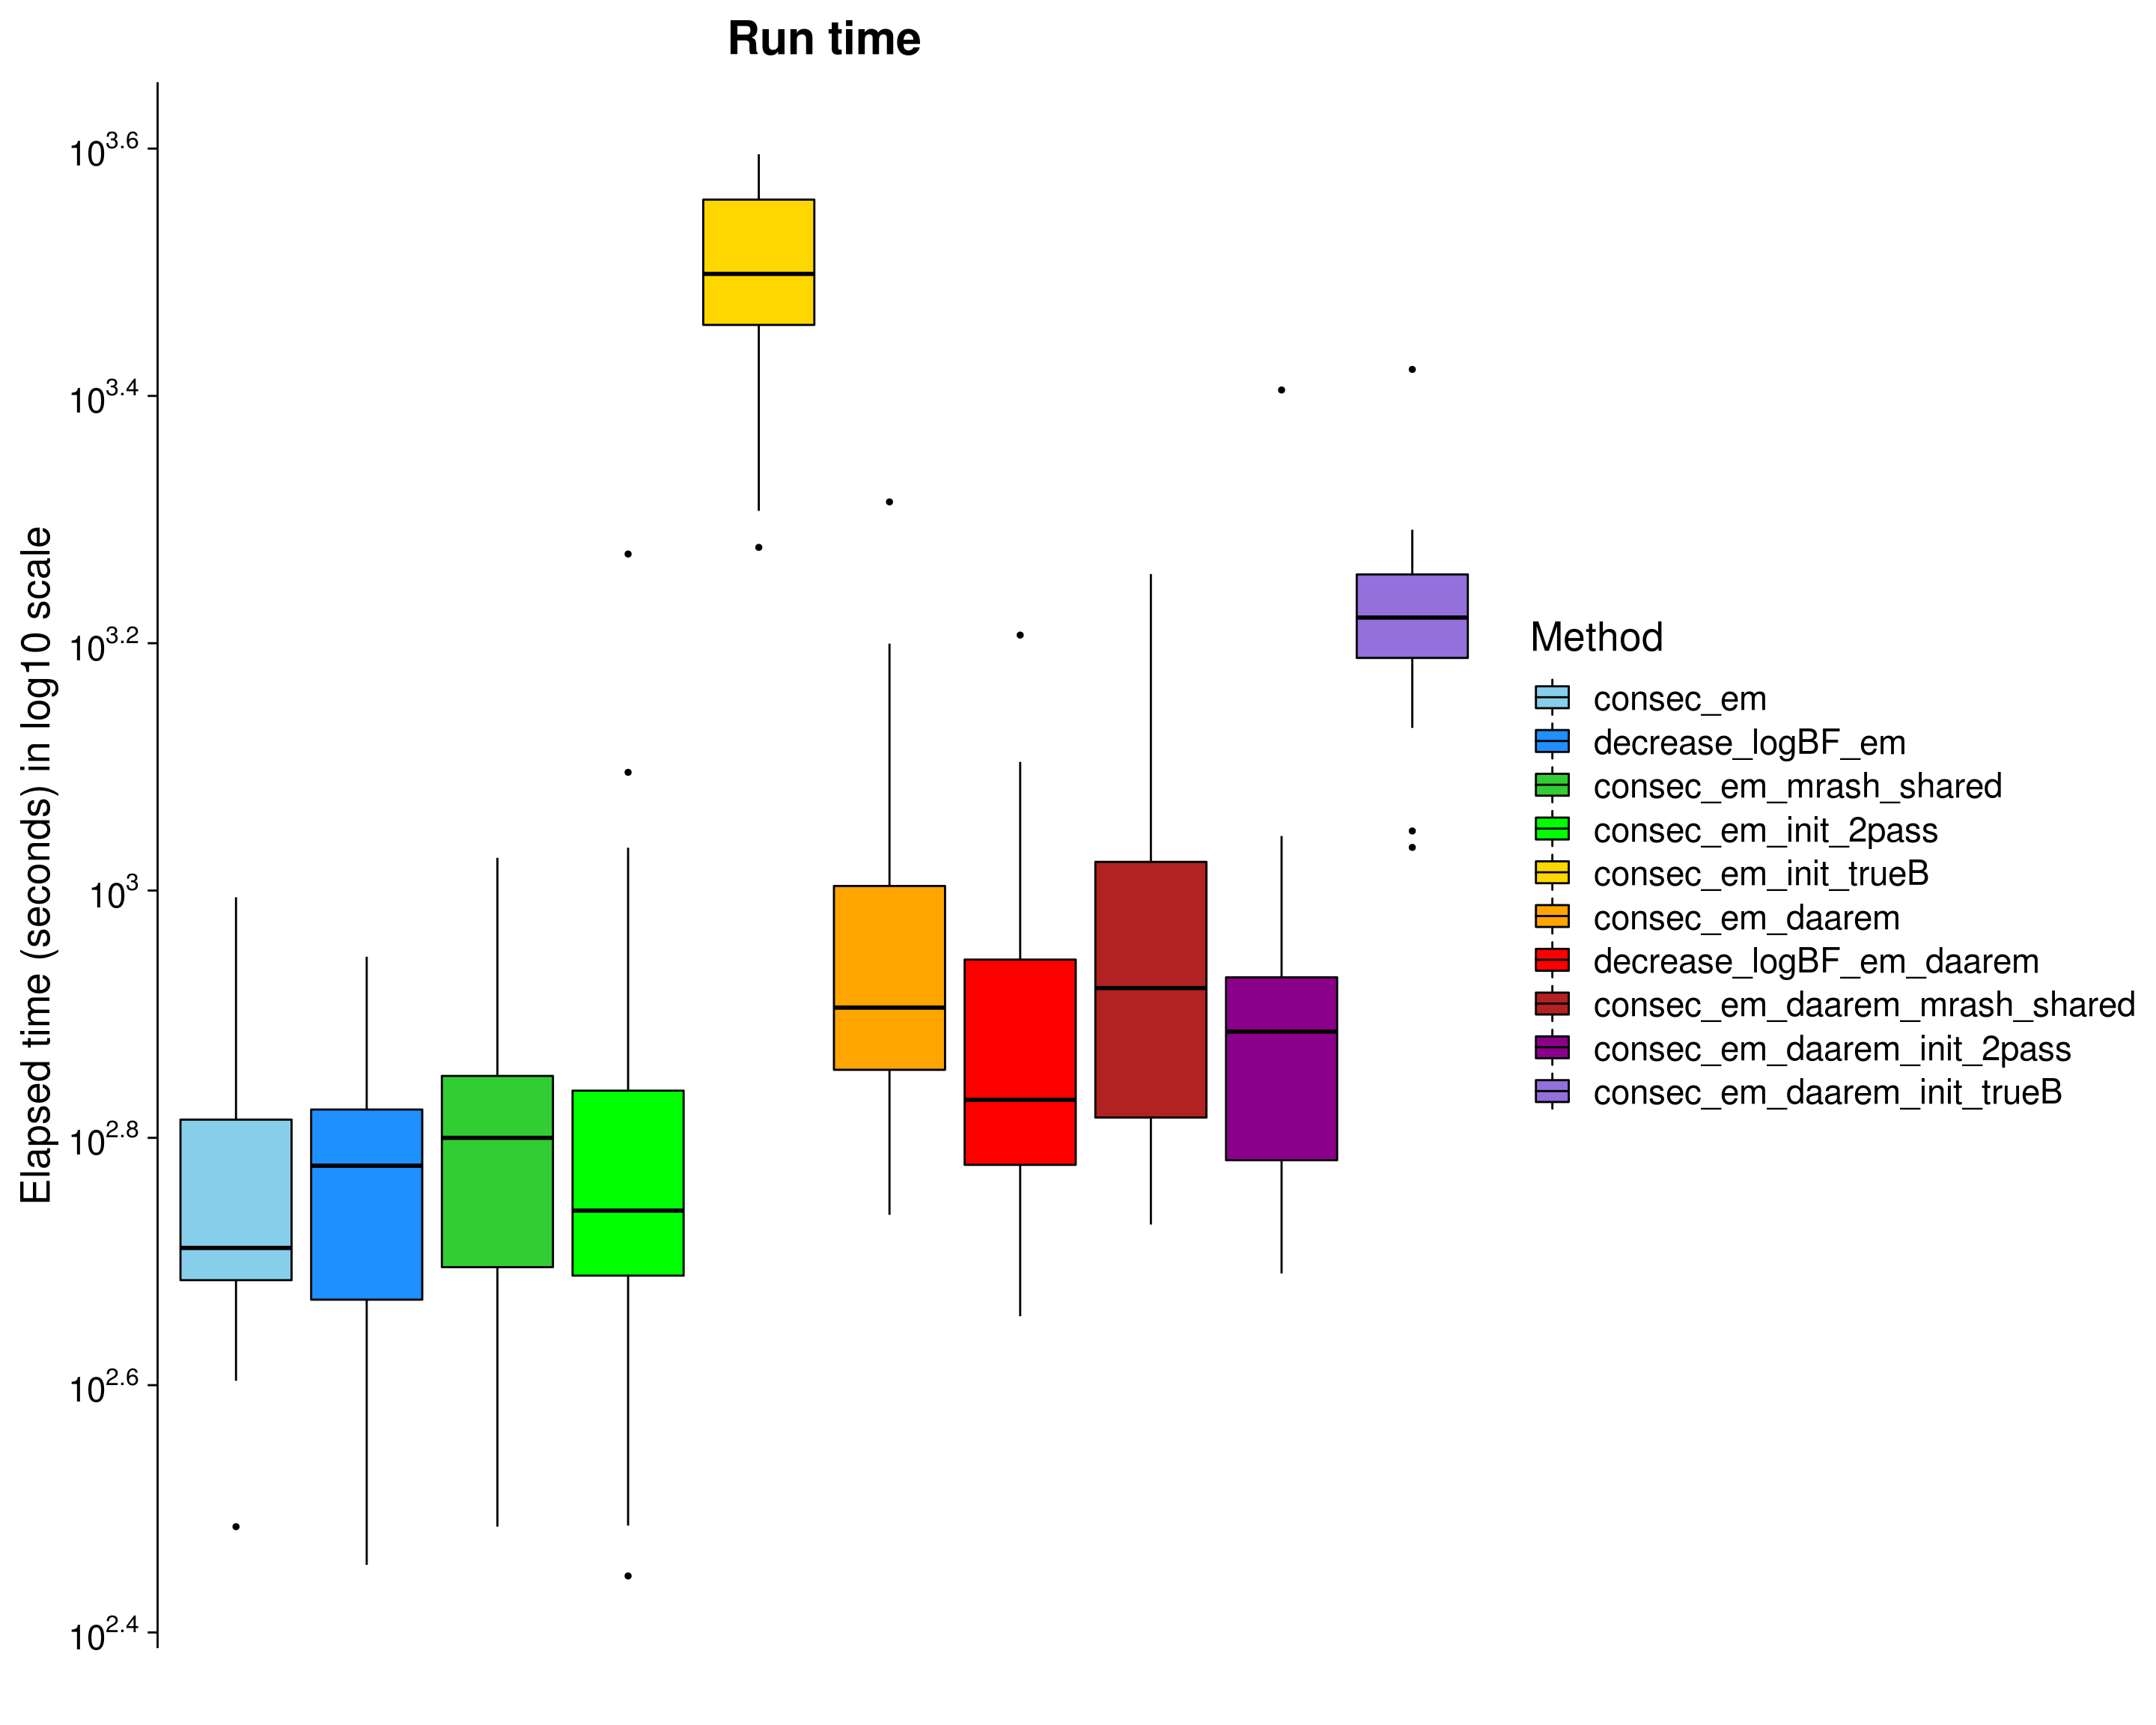 Run time
Elapsed time (seconds) in log10 scale
10^3.6
10^3.4
10^3.2
10^3
10^2.8
10^2.6
10^2.4
Method
consec_em
decrease_logBF_em
consec_em_mrash_shared
consec_em_init_2pass
consec_em_init_trueB
consec_em_daarem
decrease_logBF_em_daarem
consec_em_daarem_mrash_shared
consec_em_daarem_init_2pass
consec_em_daarem_init_trueB